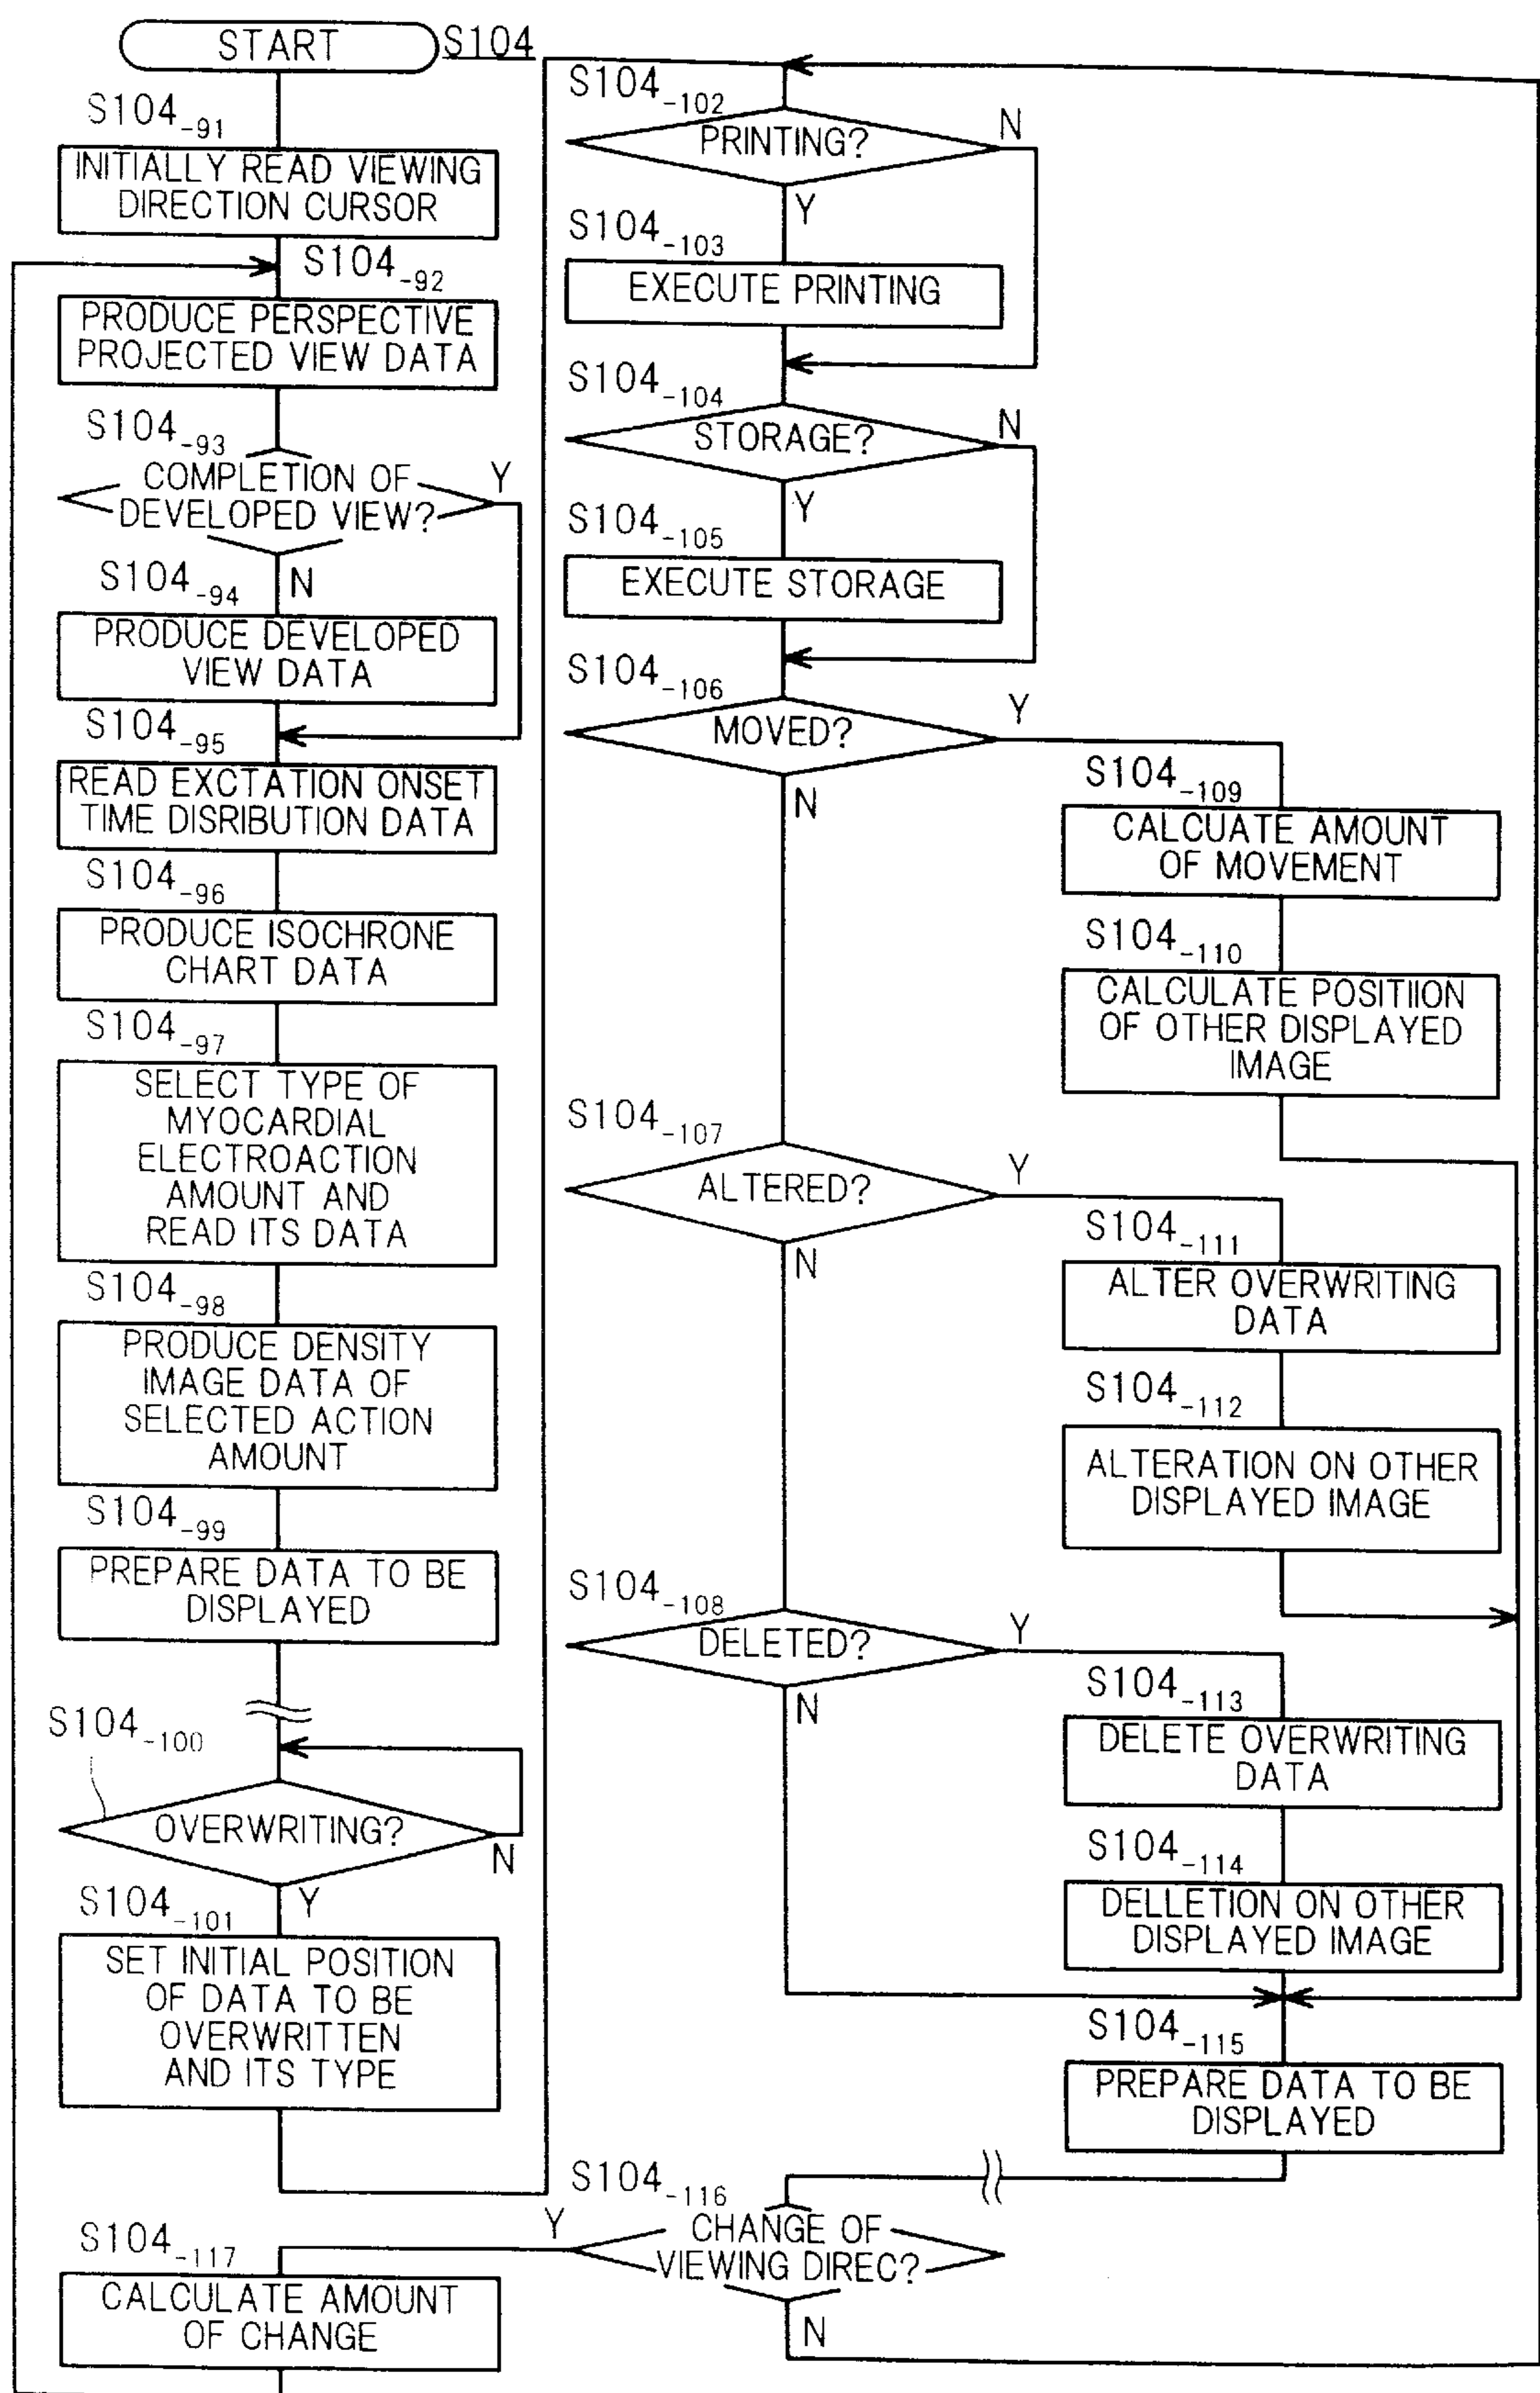 START
S104
S104-91
INITIALLY READ VIEWING
DIRECTION CURSOR
S104-92
PRODUCE PERSPECTIVE
PROJECTED VIEW DATA
S104-93
COMPLETION OF
DEVELOPED VIEW?
Y
N
S104-94
PRODUCE DEVELOPED
VIEW DATA
S104-95
READ EXCTATION ONSET
TIME DISRIBUTION DATA
S104-96
PRODUCE ISOCHRONE
CHART DATA
S104-97
SELECT TYPE OF
MYOCARDIAL
ELECTROACTION
AMOUNT AND
READ ITS DATA
S104-98
PRODUCE DENSITY
IMAGE DATA OF
SELECTED ACTION
AMOUNT
S104-99
PREPARE DATA TO BE
DISPLAYED
S104-100
OVERWRITING?
N
Y
S104-101
SET INITIAL POSITION
OF DATA TO BE
OVERWRITTEN
AND ITS TYPE
S104-102
PRINTING?
N
Y
S104-103
EXECUTE PRINTING
S104-104
STORAGE?
N
Y
S104-105
EXECUTE STORAGE
S104-106
MOVED?
Y
N
S104-109
CALCUATE AMOUNT
OF MOVEMENT
S104-110
CALCULATE POSITIION
OF OTHER DISPLAYED
IMAGE
S104-107
ALTERED?
Y
N
S104-111
ALTER OVERWRITING
DATA
S104-112
ALTERATION ON OTHER
DISPLAYED IMAGE
S104-108
DELETED?
Y
N
S104-113
DELETE OVERWRITING
DATA
S104-114
DELLETION ON OTHER
DISPLAYED IMAGE
S104-115
PREPARE DATA TO BE
DISPLAYED
S104-116
CHANGE OF
VIEWING DIREC?
Y
N
S104-117
CALCULATE AMOUNT
OF CHANGE